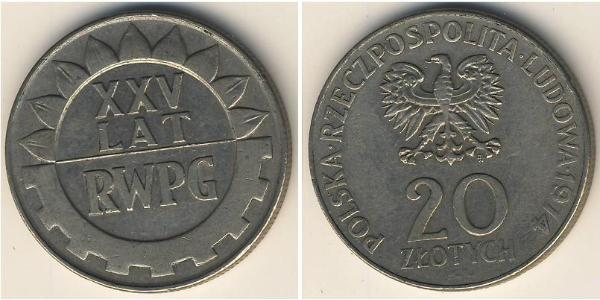 XXV
LAT
RWPG
POLSKA·RZECZPOSPOLITA·LUDOWA 1974
20
ZŁOTYCH